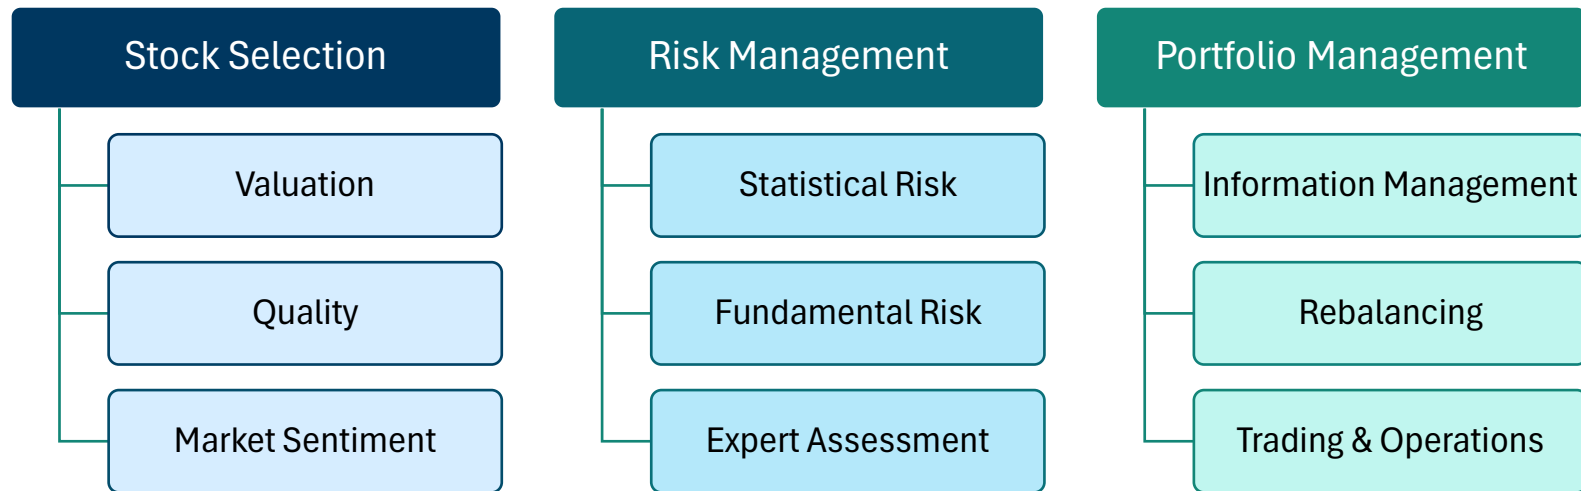 Stock Selection
Valuation
Quality
Market Sentiment
Risk Management
Statistical Risk
Fundamental Risk
Expert Assessment
Portfolio Management
Information Management
Rebalancing
Trading & Operations